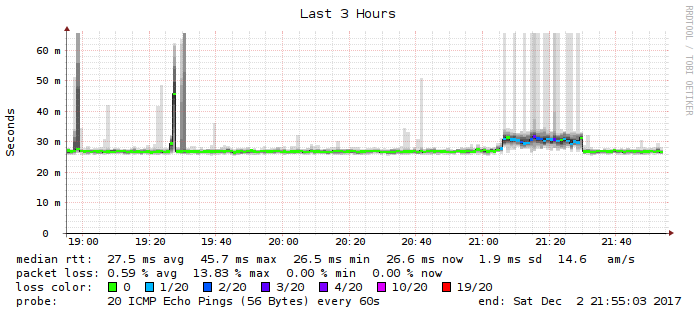 Last 3 Hours
RRDTOOL / TOBI OETIKER
Seconds
60 m
50 m
40 m
30 m
20 m
10 m
0
19:00 19:20 19:40 20:00 20:20 20:40 21:00 21:20 21:40
median rtt: 27.5 ms avg 45.7 ms max 26.5 ms min 26.6 ms now 1.9 ms sd 14.6 am/s
packet loss: 0.59 % avg 13.83 % max 0.00 % min 0.00 % now
loss color: 0 1/20 2/20 3/20 4/20 10/20 19/20
probe: 20 ICMP Echo Pings (56 Bytes) every 60s end: Sat Dec 2 21:55:03 2017